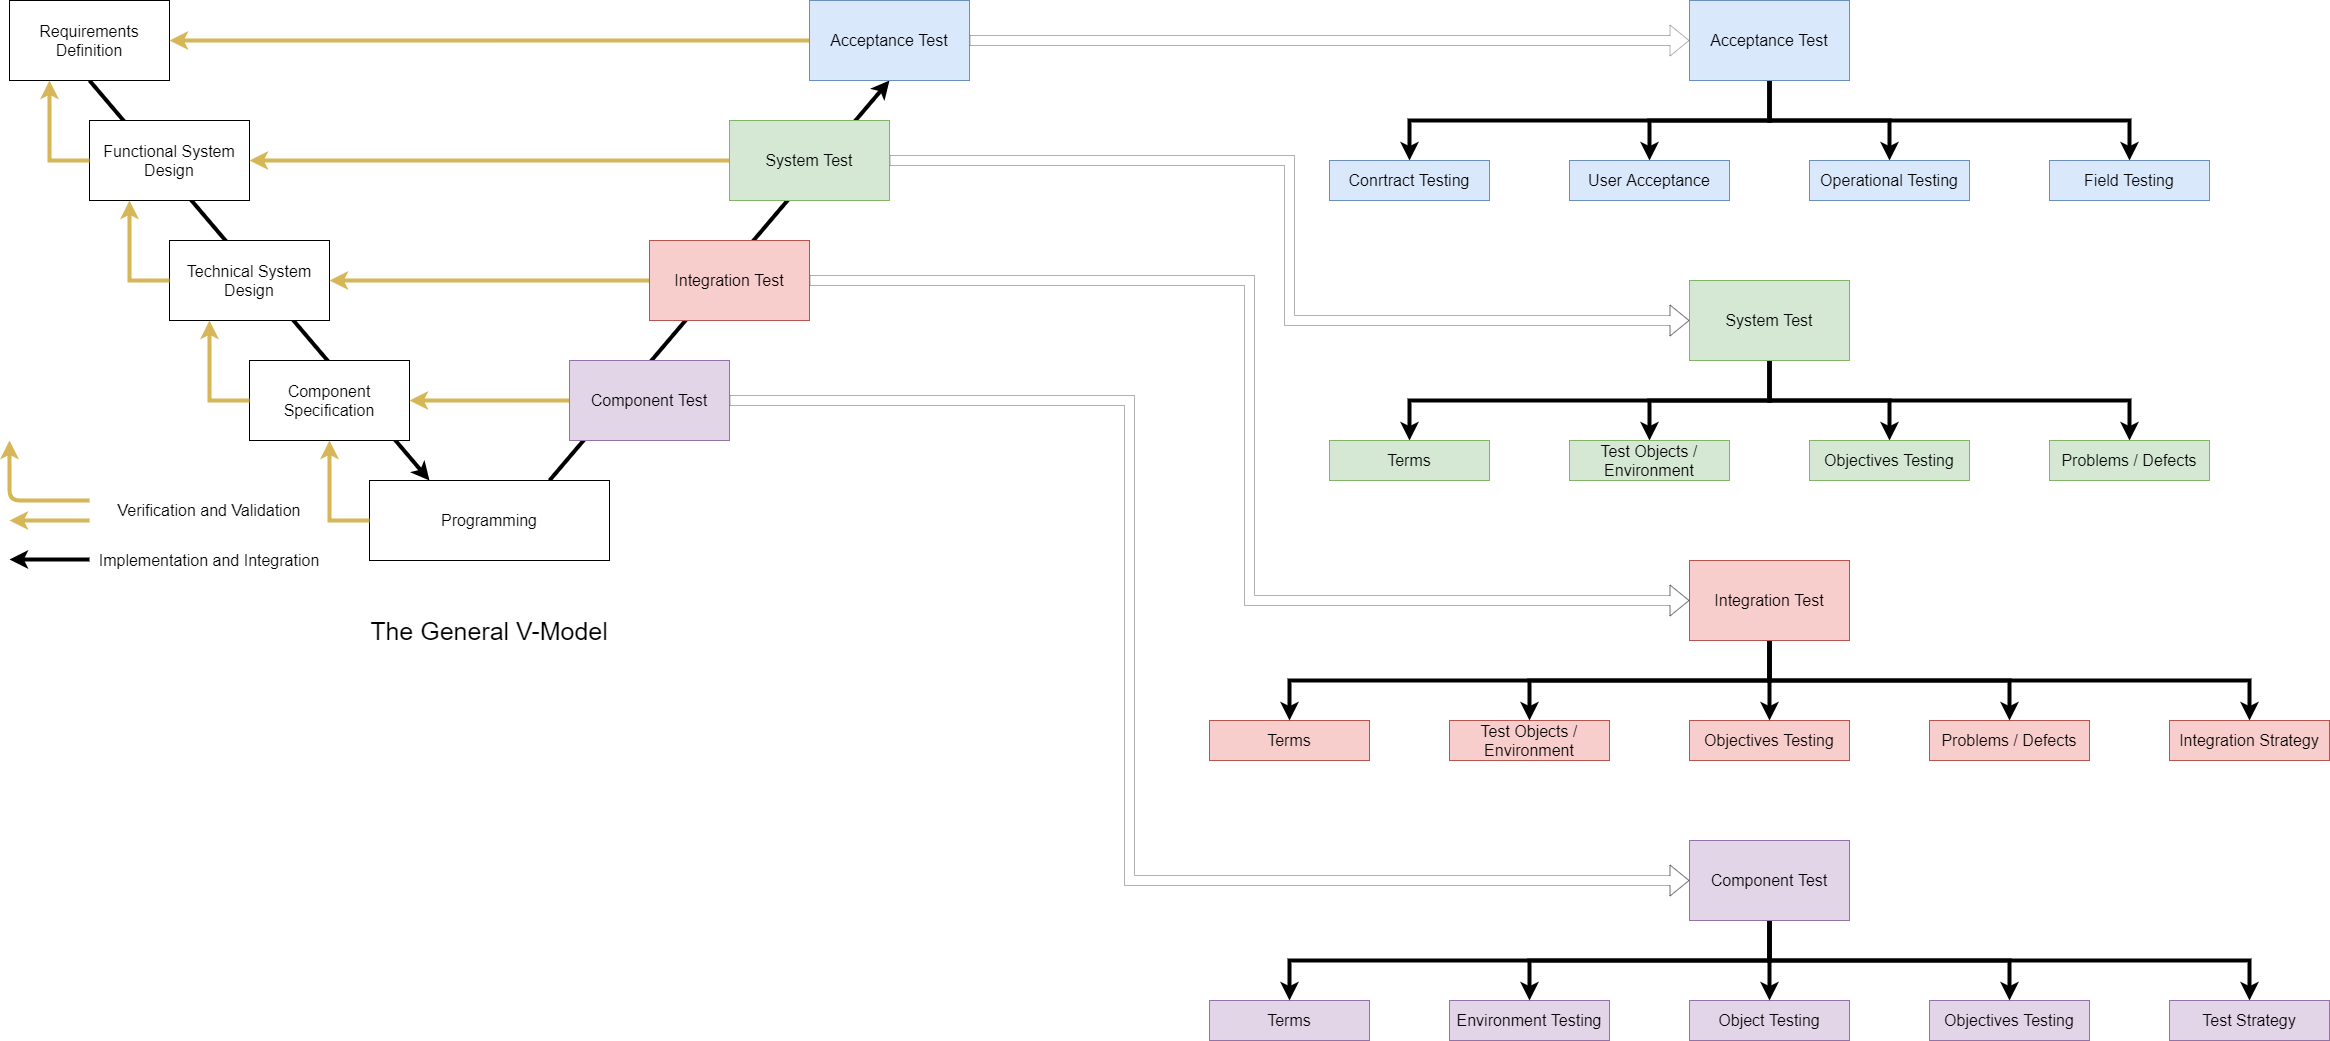 Requirements
Definition
Acceptance Test
Acceptance Test
Functional System
Design
System Test
Conrtract Testing
User Acceptance
Operational Testing
Field Testing
Technical System
Design
Integration Test
System Test
Component
Specification
Component Test
Terms
Test Objects /
Environment
Objectives Testing
Problems / Defects
Verification and Validation
Programming
Implementation and Integration
The General V-Model
Integration Test
Terms
Test Objects /
Environment
Objectives Testing
Problems / Defects
Integration Strategy
Component Test
Terms
Environment Testing
Object Testing
Objectives Testing
Test Strategy